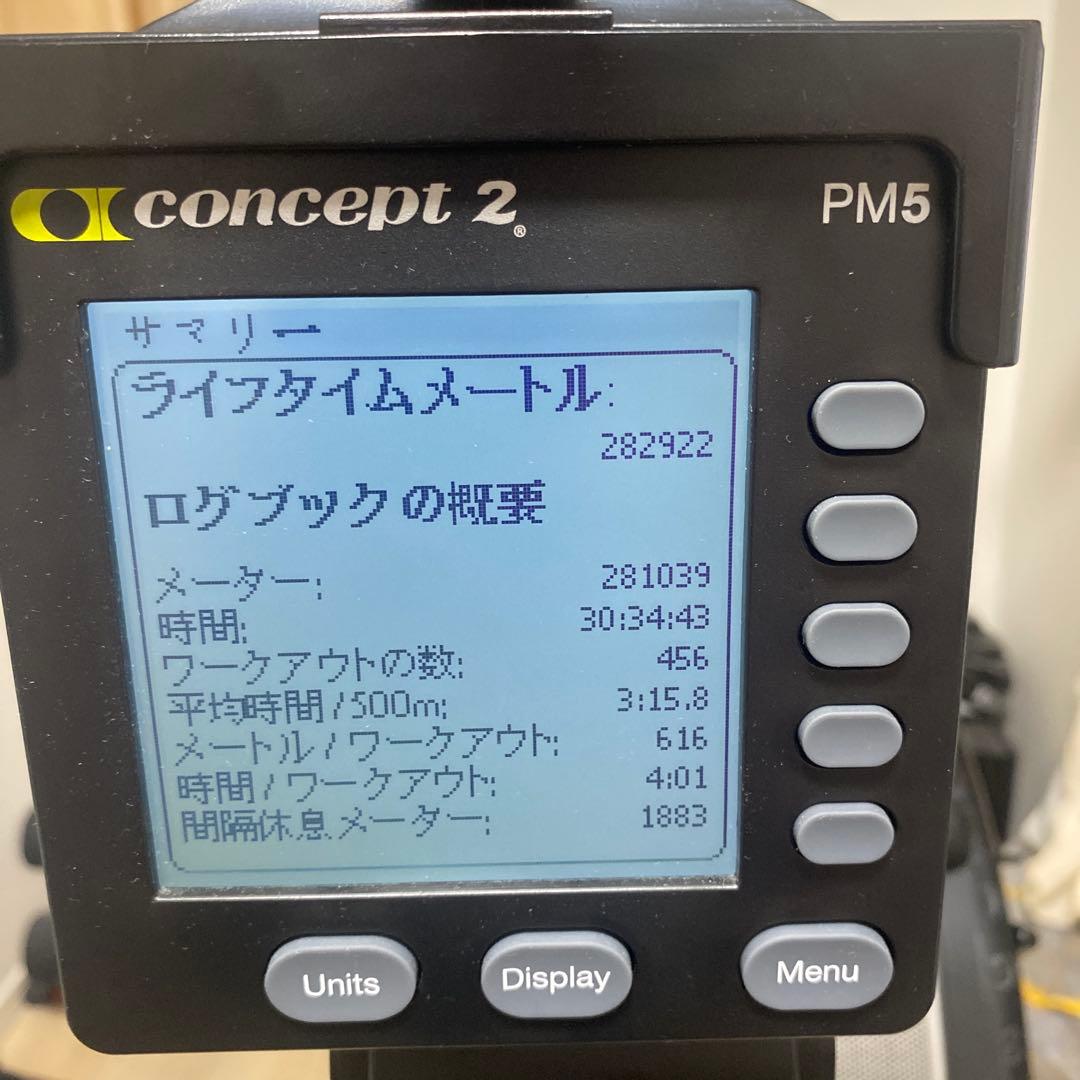 concept 2®
PM5
サマリー
ライフタイムメートル:
282922
ログブックの概要
メーター: 281039
時間: 30:34:43
ワークアウトの数: 456
平均時間/500m: 3:15.8
メートル/ワークアウト: 616
時間/ワークアウト: 4:01
間隔休息メーター: 1883
Units Display Menu